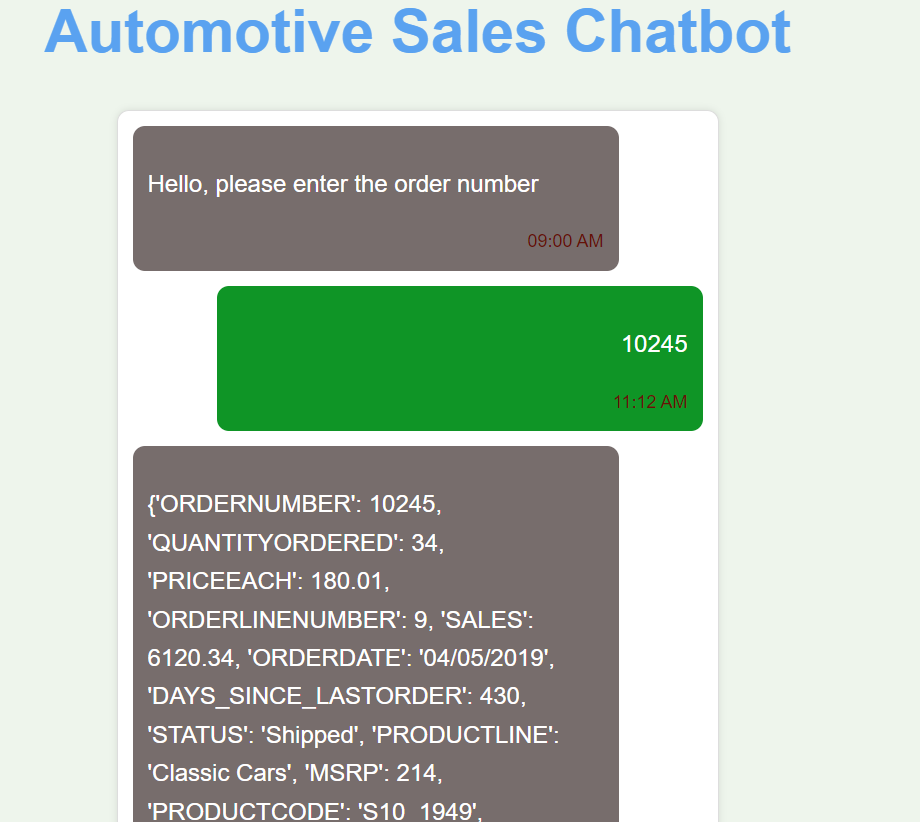 Automotive Sales Chatbot
Hello, please enter the order number
09:00 AM
10245
11:12 AM
{'ORDERNUMBER': 10245,
'QUANTITYORDERED': 34,
'PRICEEACH': 180.01,
'ORDERLINENUMBER': 9, 'SALES':
6120.34, 'ORDERDATE': '04/05/2019',
'DAYS_SINCE_LASTORDER': 430,
'STATUS': 'Shipped', 'PRODUCTLINE':
'Classic Cars', 'MSRP': 214,
'PRODUCTCODE': 'S10_1949',